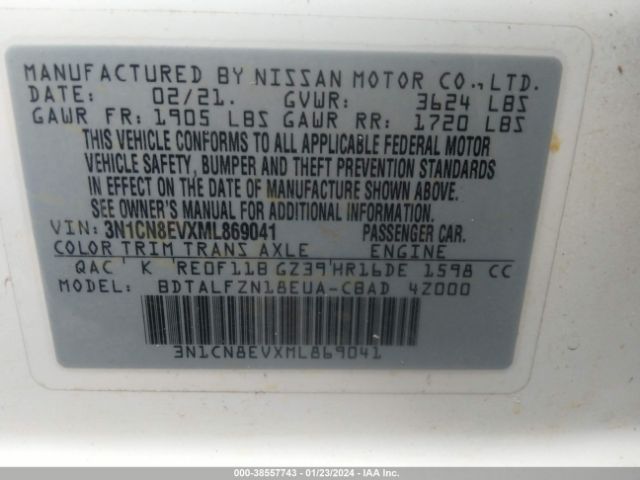 MANUFACTURED BY NISSAN MOTOR CO., LTD.
DATE: 02/21. GVWR: 3624 LBS
GAWR FR: 1905 LBS GAWR RR: 1720 LBS
THIS VEHICLE CONFORMS TO ALL APPLICABLE FEDERAL MOTOR
VEHICLE SAFETY, BUMPER AND THEFT PREVENTION STANDARDS
IN EFFECT ON THE DATE OF MANUFACTURE SHOWN ABOVE.
SEE OWNER'S MANUAL FOR ADDITIONAL INFORMATION.
VIN: 3N1CN8EVXML869041 PASSENGER CAR.
COLOR TRIM TRANS AXLE ENGINE
QAC K RE0F11B GZ39 HR16DE 1598 CC
MODEL: BDTALFZN18EUA-CBAD 4Z000
3N1CN8EVXML869041
000-38557743 - 01/23/2024 - IAAI.COM